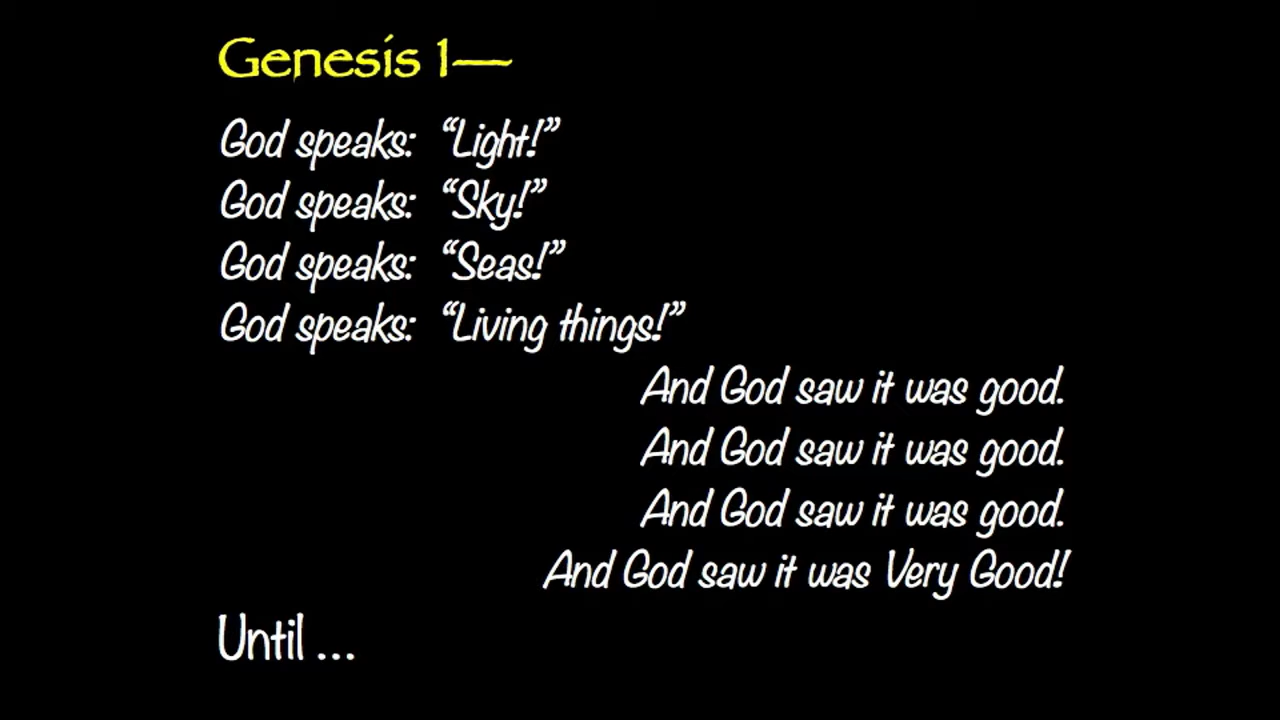 Genesis 1—
God speaks: “Light!”
God speaks: “Sky!”
God speaks: “Seas!”
God speaks: “Living things!”
And God saw it was good.
And God saw it was good.
And God saw it was good.
And God saw it was Very Good!
Until ...